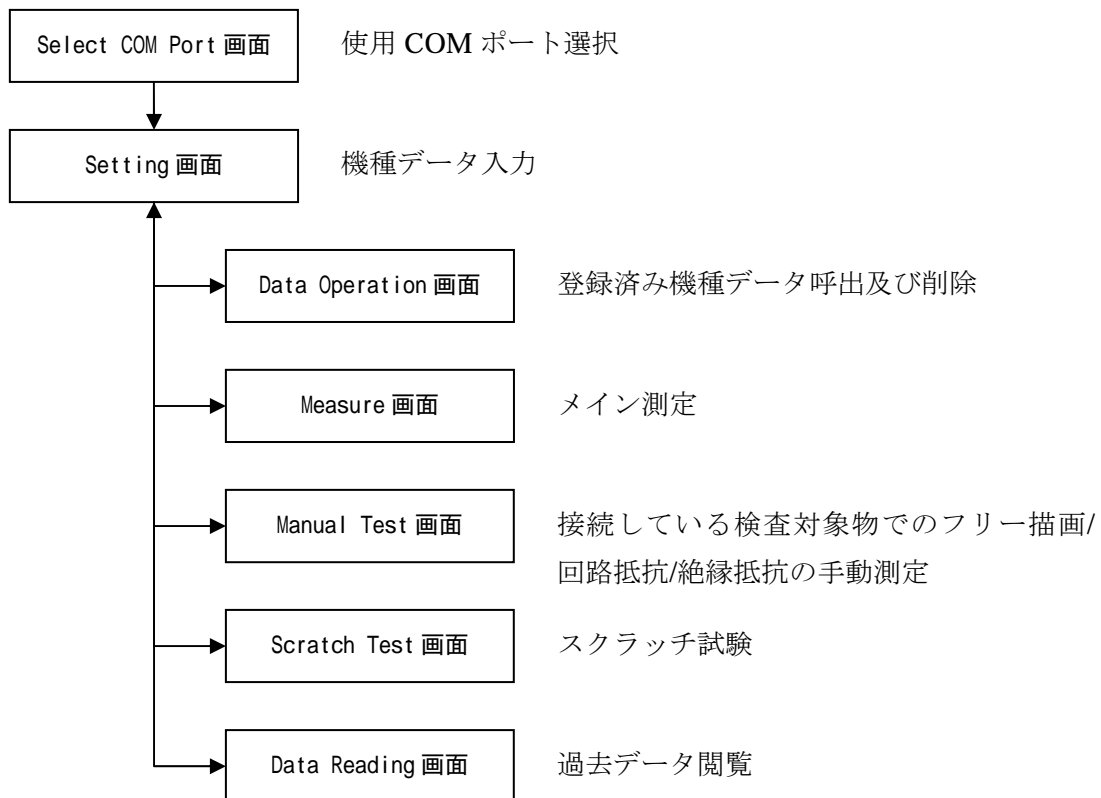 Select COM Port 画面 使用 COM ポート選択
Setting 画面 機種データ入力
Data Operation 画面 登録済み機種データ呼出及び削除
Measure 画面 メイン測定
Manual Test 画面 接続している検査対象物でのフリー描画/
回路抵抗/絶縁抵抗の手動測定
Scratch Test 画面 スクラッチ試験
Data Reading 画面 過去データ閲覧